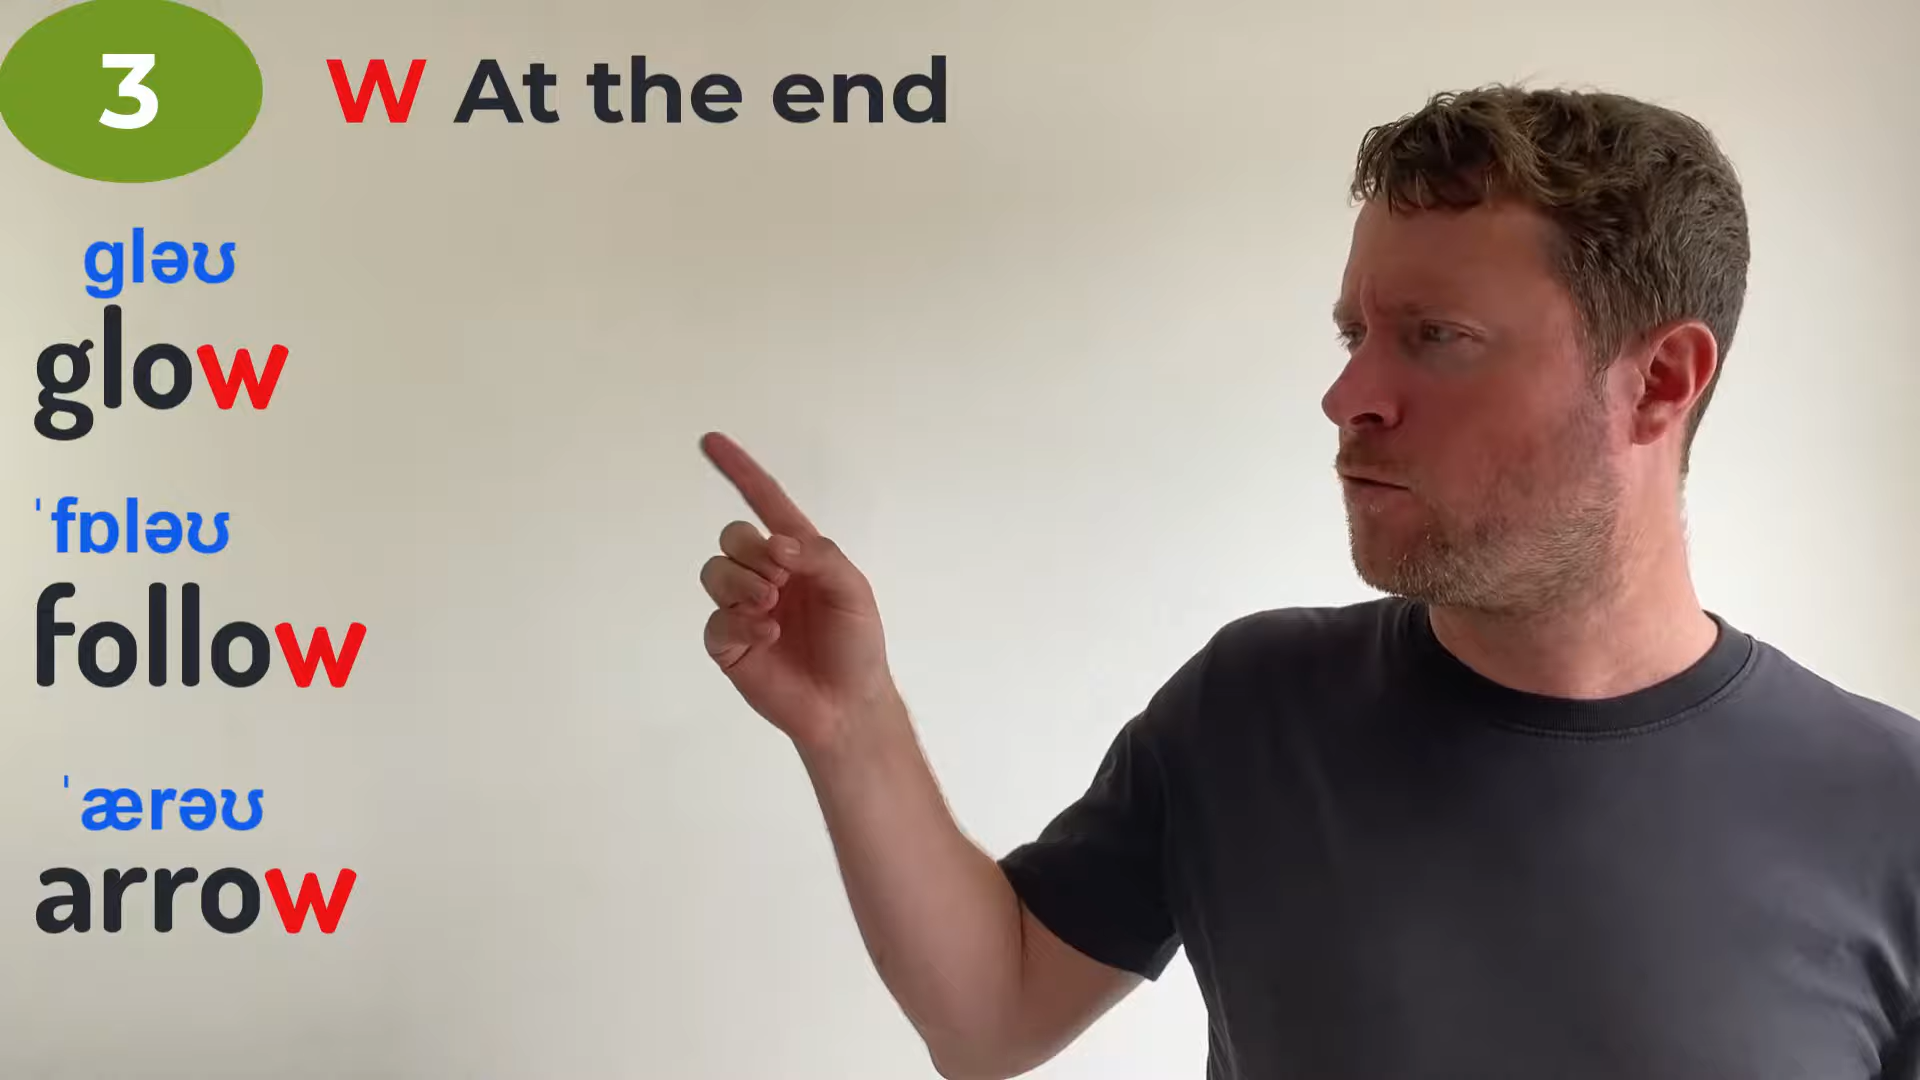 3
W At the end
gləʊ
glow
ˈfɒləʊ
follow
ˈærəʊ
arrow